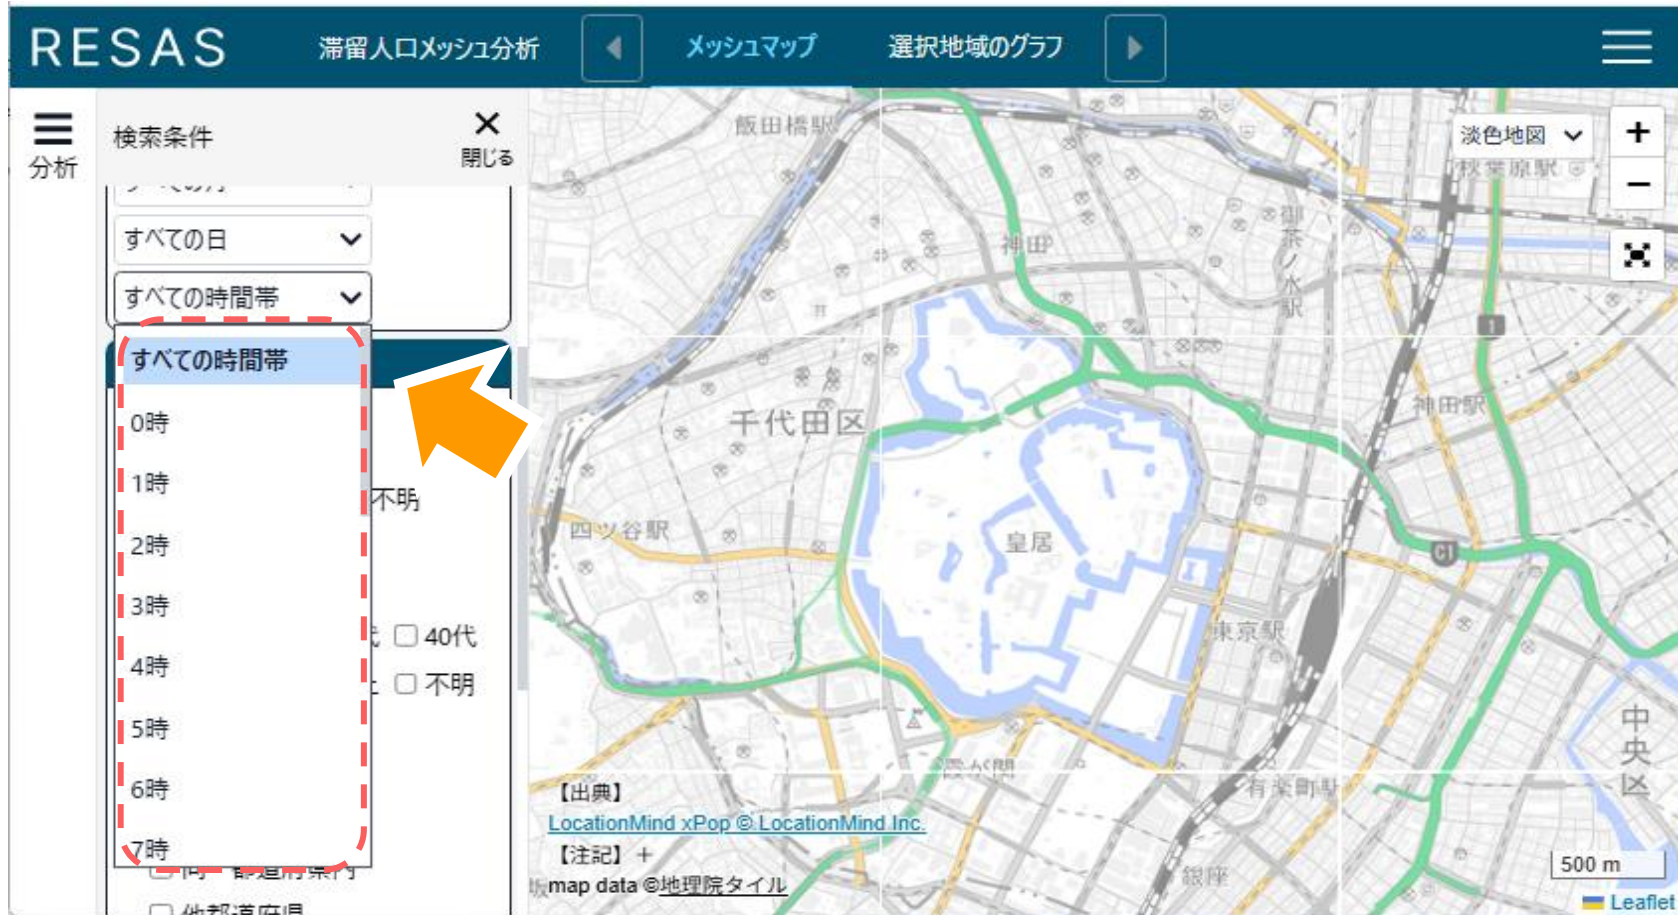 RESAS
滞留人口メッシュ分析
メッシュマップ
選択地域のグラフ
分析
検索条件
閉じる
すべての日
すべての時間帯
すべての時間帯
0時
1時
2時
3時
4時
5時
6時
7時
不明
40代
不明
飯田橋駅
淡色地図
秋葉原駅
+
−
御茶ノ水駅
神田
1
千代田区
神田駅
四ツ谷駅
皇居
C1
東京駅
中央区
霞が関
有楽町駅
銀座
【出典】
LocationMind xPop © LocationMind Inc.
【注記】+
map data ©地理院タイル
500 m
Leaflet